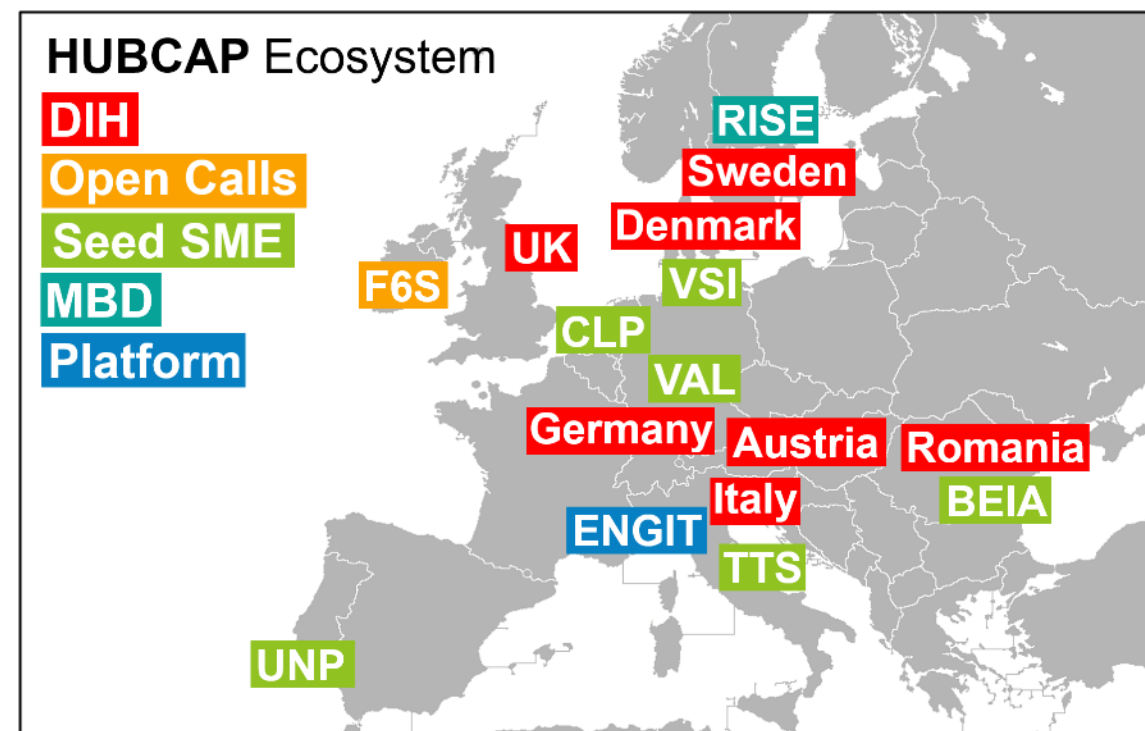 HUBCAP Ecosystem
DIH
Open Calls
Seed SME
MBD
Platform
RISE
Sweden
Denmark
UK
VSI
F6S
CLP
VAL
Germany
Austria
Romania
Italy
BEIA
ENGIT
TTS
UNP